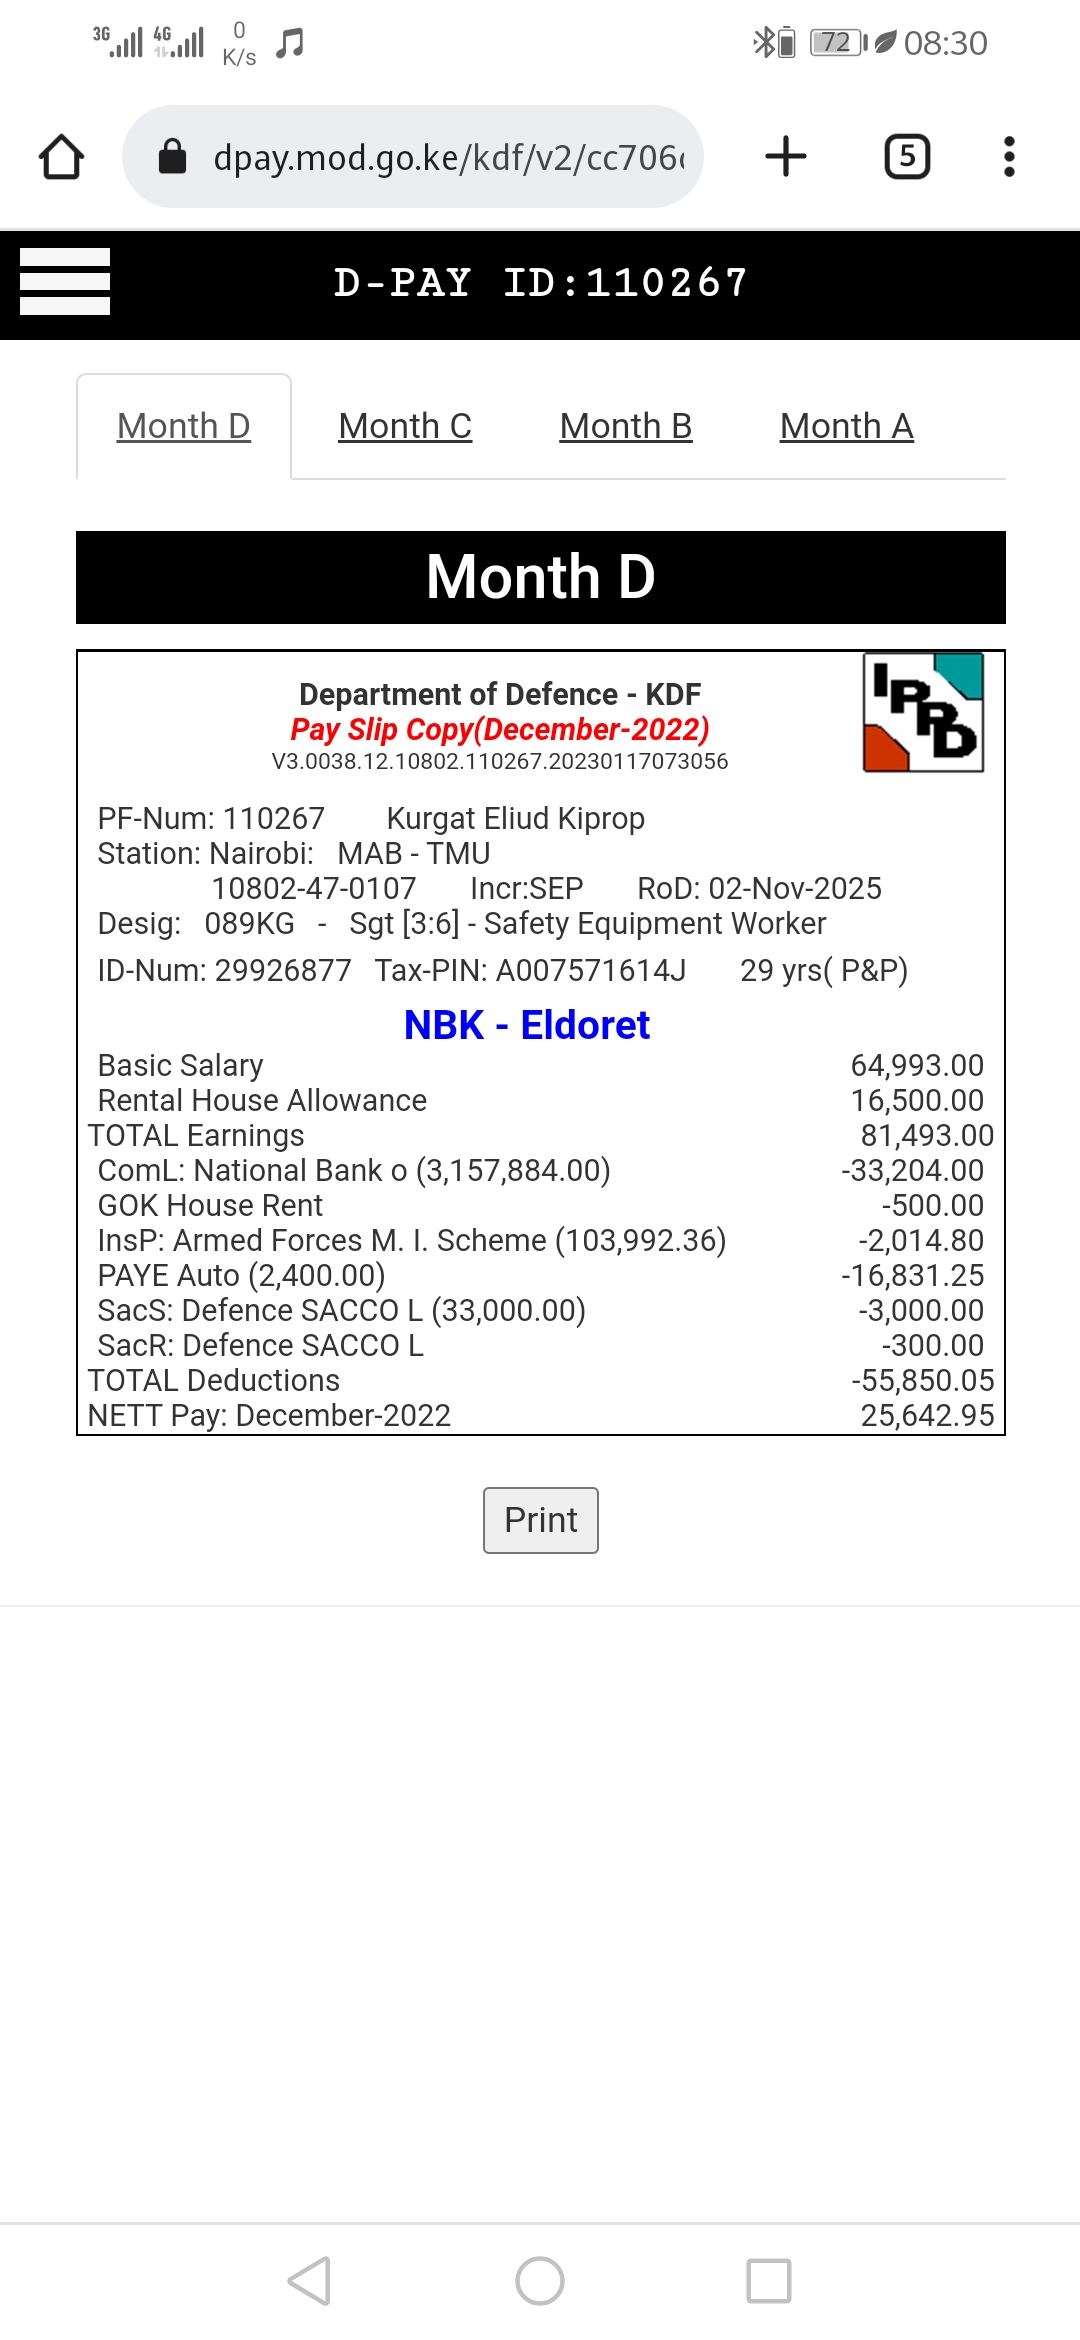 3G 4G 0 K/s 72 08:30
dpay.mod.go.ke/kdf/v2/cc706 5
D-PAY ID:110267
Month D Month C Month B Month A
Month D
IPPD
Department of Defence - KDF
Pay Slip Copy(December-2022)
V3.0038.12.10802.110267.20230117073056
PF-Num: 110267 Kurgat Eliud Kiprop
Station: Nairobi: MAB - TMU
10802-47-0107 Incr:SEP RoD: 02-Nov-2025
Desig: 089KG - Sgt [3:6] - Safety Equipment Worker
ID-Num: 29926877 Tax-PIN: A007571614J 29 yrs( P&P)
NBK - Eldoret
Basic Salary 64,993.00
Rental House Allowance 16,500.00
TOTAL Earnings 81,493.00
ComL: National Bank o (3,157,884.00) -33,204.00
GOK House Rent -500.00
InsP: Armed Forces M. I. Scheme (103,992.36) -2,014.80
PAYE Auto (2,400.00) -16,831.25
SacS: Defence SACCO L (33,000.00) -3,000.00
SacR: Defence SACCO L -300.00
TOTAL Deductions -55,850.05
NETT Pay: December-2022 25,642.95
Print